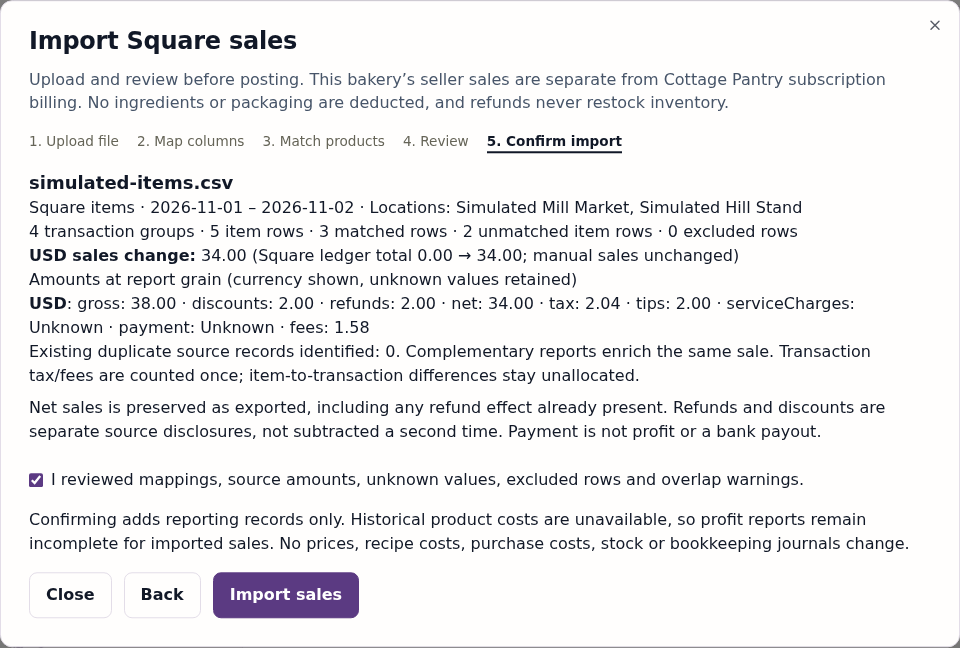 Import Square sales
×
Upload and review before posting. This bakery’s seller sales are separate from Cottage Pantry subscription
billing. No ingredients or packaging are deducted, and refunds never restock inventory.
1. Upload file 2. Map columns 3. Match products 4. Review 5. Confirm import
simulated-items.csv
Square items · 2026-11-01 – 2026-11-02 · Locations: Simulated Mill Market, Simulated Hill Stand
4 transaction groups · 5 item rows · 3 matched rows · 2 unmatched item rows · 0 excluded rows
USD sales change: 34.00 (Square ledger total 0.00 → 34.00; manual sales unchanged)
Amounts at report grain (currency shown, unknown values retained)
USD: gross: 38.00 · discounts: 2.00 · refunds: 2.00 · net: 34.00 · tax: 2.04 · tips: 2.00 · serviceCharges:
Unknown · payment: Unknown · fees: 1.58
Existing duplicate source records identified: 0. Complementary reports enrich the same sale. Transaction
tax/fees are counted once; item-to-transaction differences stay unallocated.
Net sales is preserved as exported, including any refund effect already present. Refunds and discounts are
separate source disclosures, not subtracted a second time. Payment is not profit or a bank payout.
I reviewed mappings, source amounts, unknown values, excluded rows and overlap warnings.
Confirming adds reporting records only. Historical product costs are unavailable, so profit reports remain
incomplete for imported sales. No prices, recipe costs, purchase costs, stock or bookkeeping journals change.
Close Back Import sales